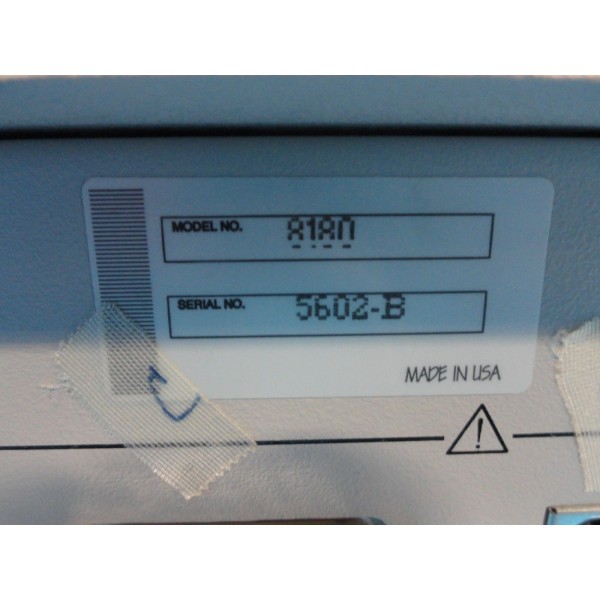 MODEL NO. 8180
SERIAL NO. 5602-B
MADE IN USA